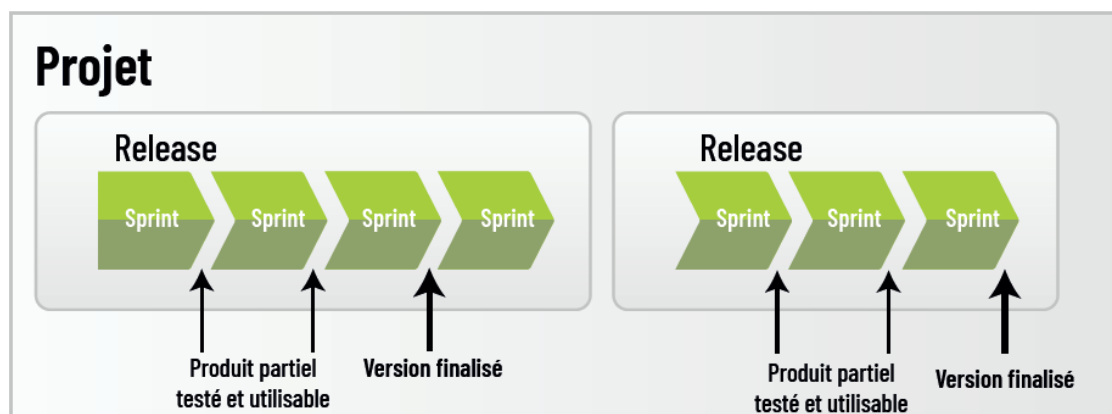 Projet
Release
Sprint
Sprint
Sprint
Sprint
Produit partiel
testé et utilisable
Version finalisé
Release
Sprint
Sprint
Sprint
Produit partiel
testé et utilisable
Version finalisé